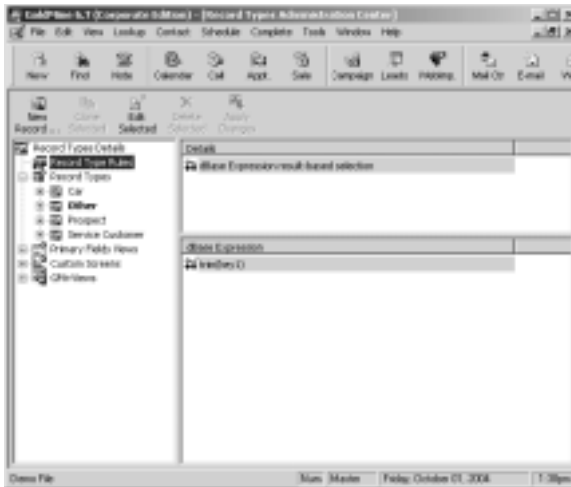 GoldMine 6.7 (Corporate Edition) - [Record Types Administration Center]
File Edit View Lookup Contact Schedule Complete Tools Window Help
New Find Note Calendar Call Appt. Sale Campaign Leads Mail Ctr E-mail
New Record... Clone Selected Edit Selected Delete Selected Apply Changes
Record Types Details
Record Type Rules
Record Types
Car
Other
Prospect
Service Customer
Primary Fields Views
Custom Screens
GM+Views
Details
dBase Expression result-based selection
dBase Expression
Demo File
Num Master Friday, October 01, 2004 1:38pm